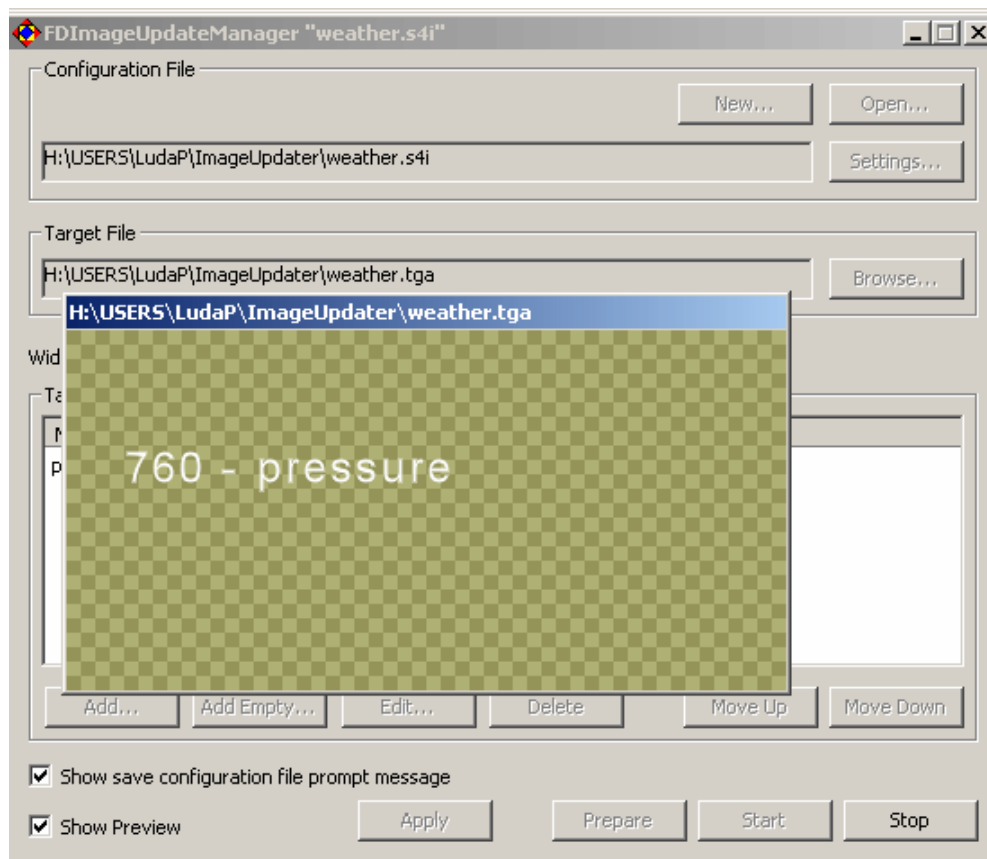 FDImageUpdateManager "weather.s4i"
Configuration File
New...
Open...
H:\USERS\LudaP\ImageUpdater\weather.s4i
Settings...
Target File
H:\USERS\LudaP\ImageUpdater\weather.tga
Browse...
H:\USERS\LudaP\ImageUpdater\weather.tga
760 - pressure
Add...
Add Empty...
Edit...
Delete
Move Up
Move Down
Show save configuration file prompt message
Show Preview
Apply
Prepare
Start
Stop